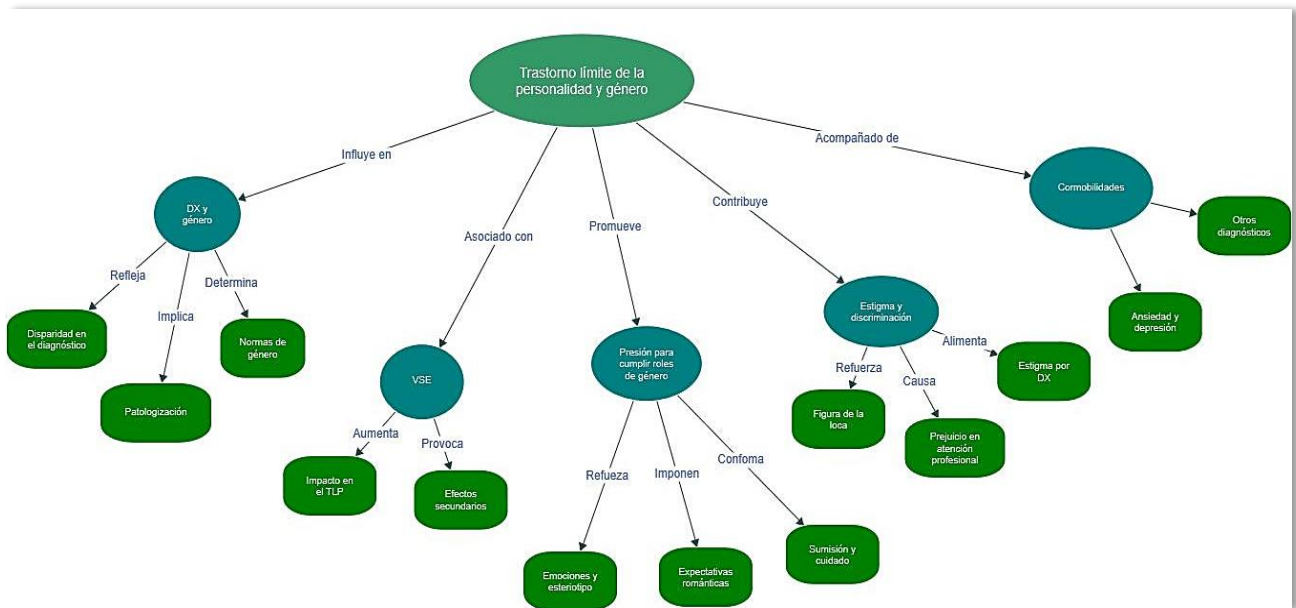 Trastorno límite de la
personalidad y género
Influye en
Asociado con
Promueve
Contribuye
Acompañado de
DX y
género
Refleja
Implica
Determina
Disparidad en
el diagnóstico
Patologización
Normas de
género
VSE
Aumenta
Provoca
Impacto en
el TLP
Efectos
secundarios
Presión para
cumplir roles
de género
Refueza
Imponen
Confoma
Emociones y
esteriotipo
Expectativas
románticas
Sumisión y
cuidado
Estigma y
discriminación
Refuerza
Causa
Alimenta
Figura de la
loca
Prejuicio en
atención
profesional
Estigma por
DX
Cormobilidades
Ansiedad y
depresión
Otros
diagnósticos